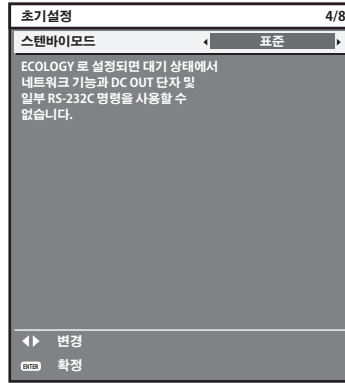 초기설정 4/8
스텐바이모드 표준
ECOLOGY 로 설정되면 대기 상태에서
네트워크 기능과 DC OUT 단자 및
일부 RS-232C 명령을 사용할 수
없습니다.
변경
ENTER 확정